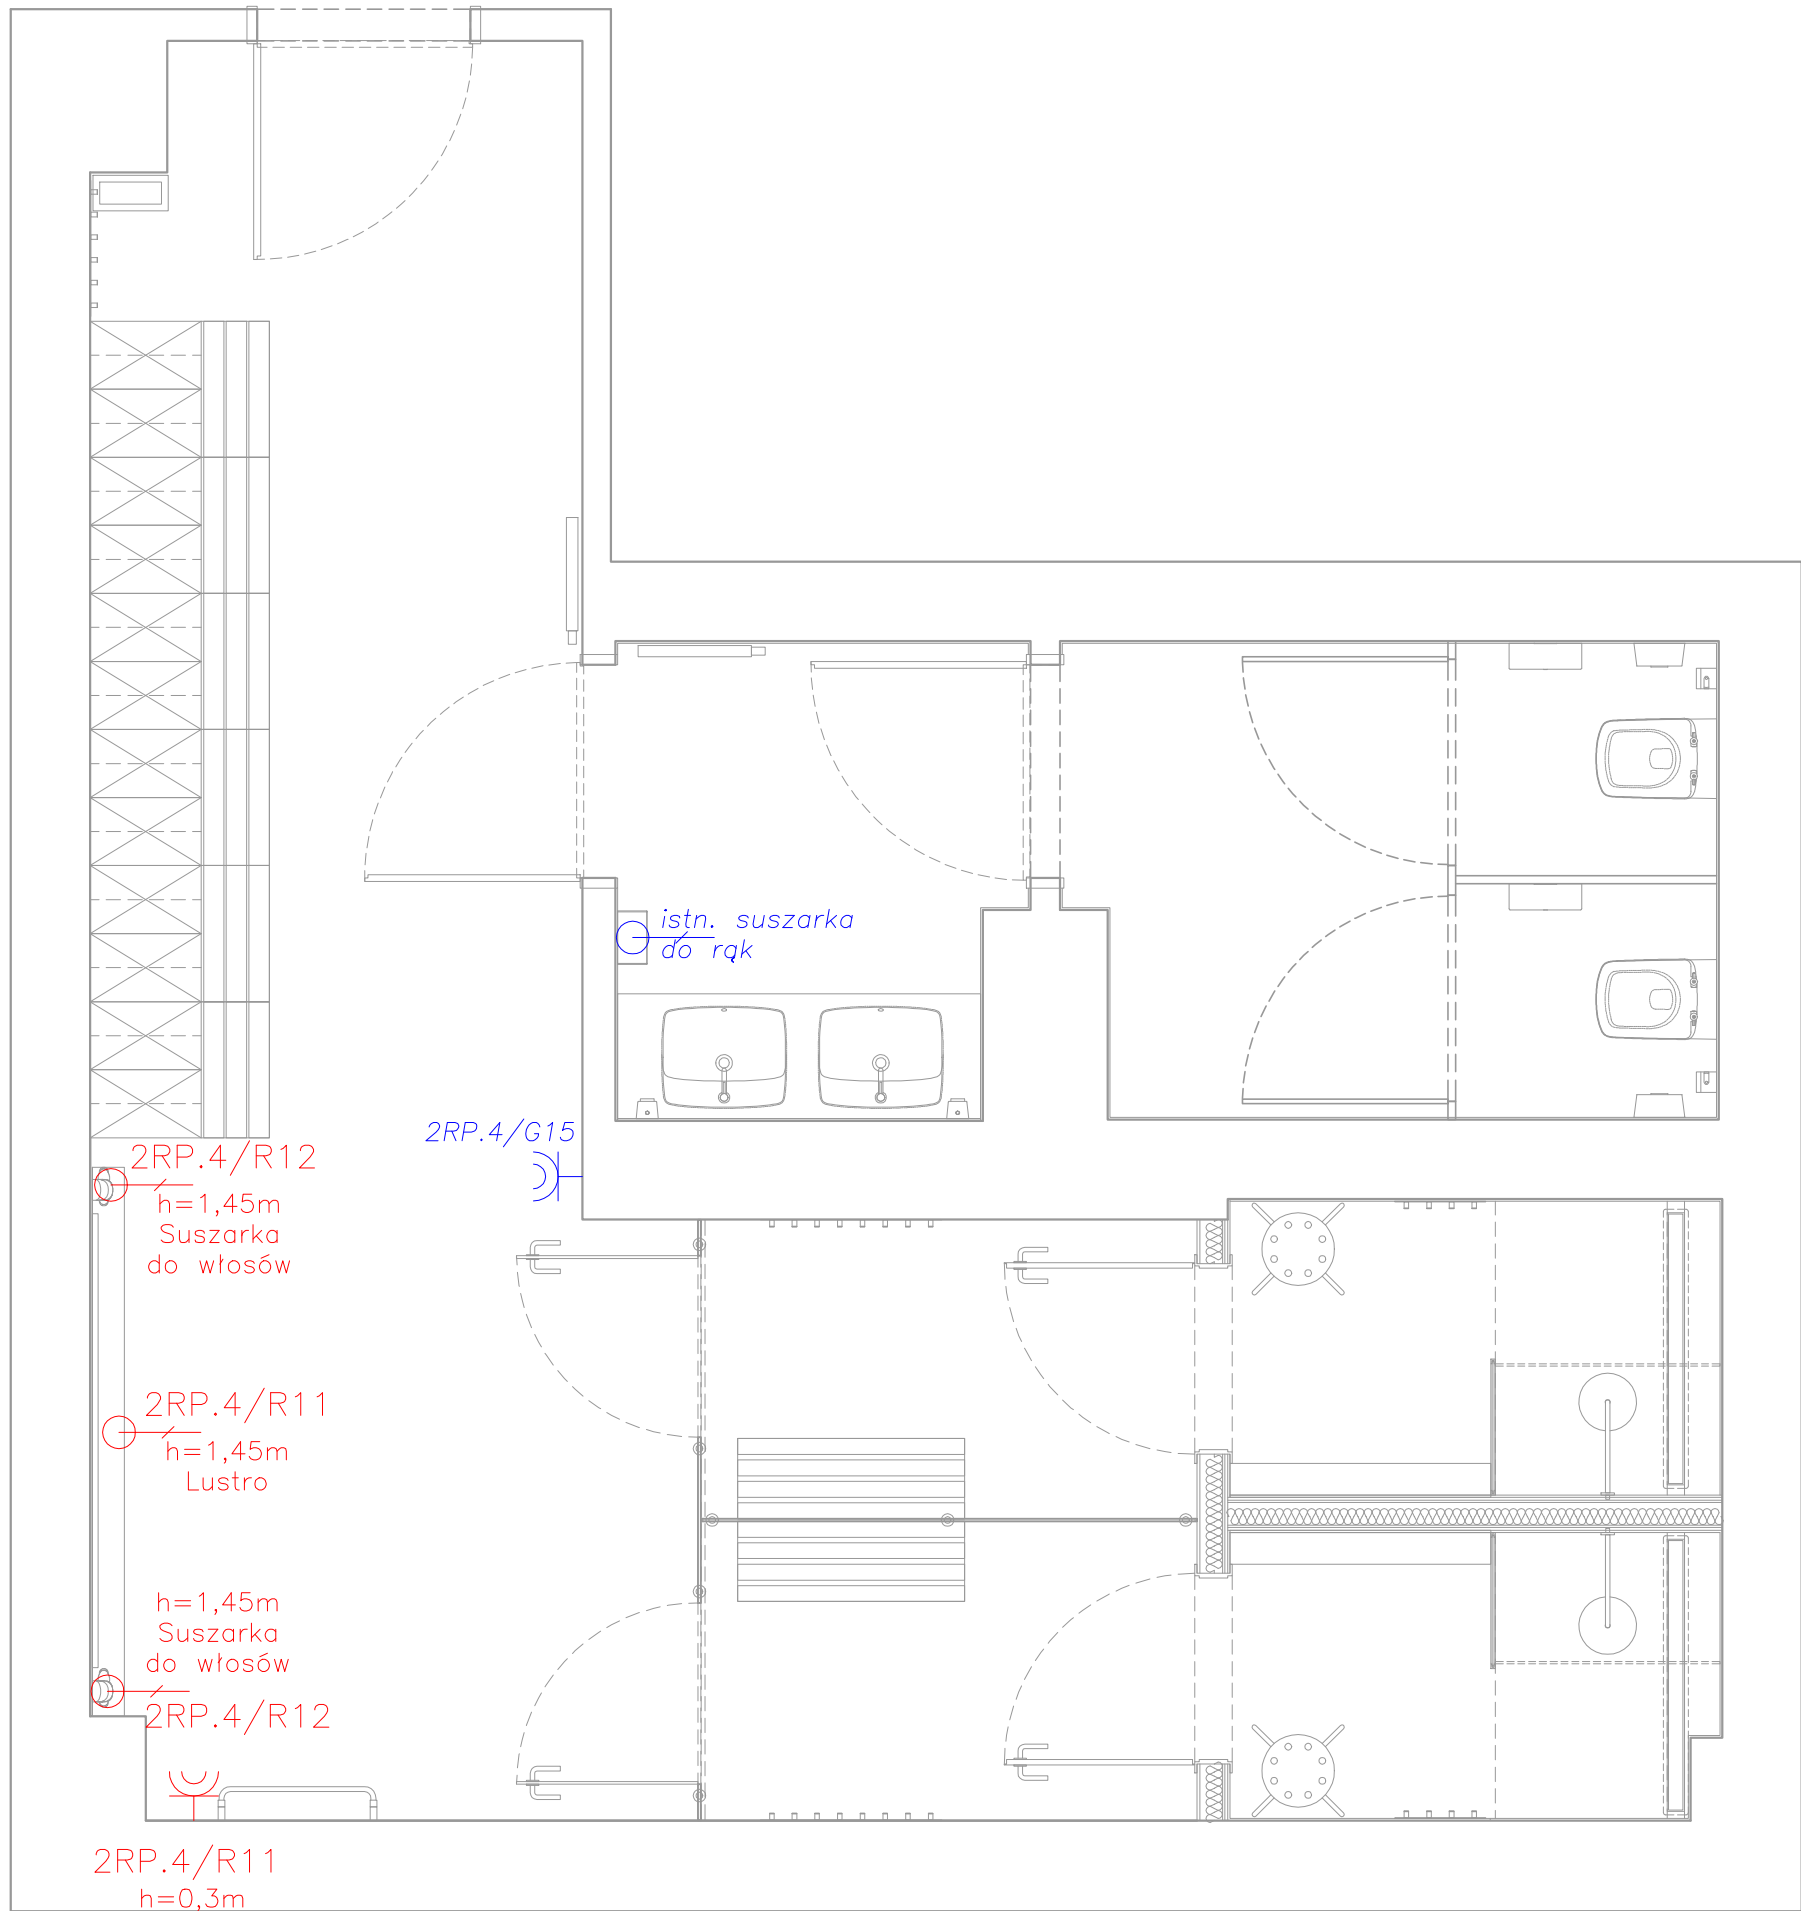 istn. suszarka
do rąk
2RP.4/G15
2RP.4/R12
h=1,45m
Suszarka
do włosów
2RP.4/R11
h=1,45m
Lustro
h=1,45m
Suszarka
do włosów
2RP.4/R12
2RP.4/R11
h=0,3m